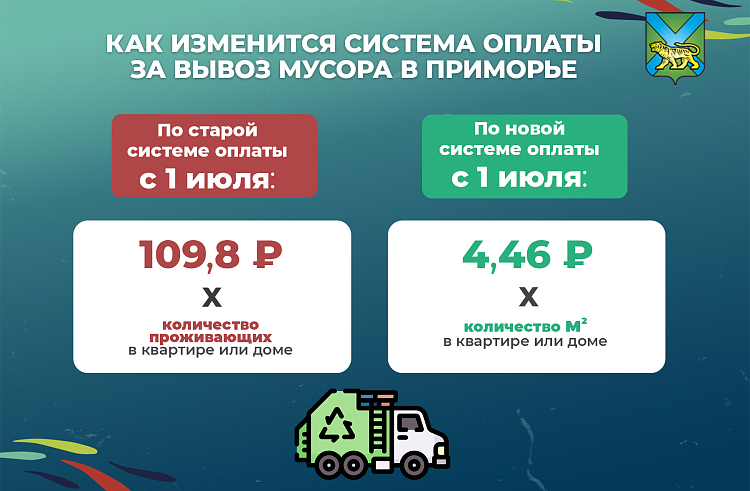 КАК ИЗМЕНИТСЯ СИСТЕМА ОПЛАТЫ
ЗА ВЫВОЗ МУСОРА В ПРИМОРЬЕ
По старой
системе оплаты
с 1 июля:
109,8 ₽
X
количество
проживающих
в квартире или доме
По новой
системе оплаты
с 1 июля:
4,46 ₽
X
количество М²
в квартире или доме